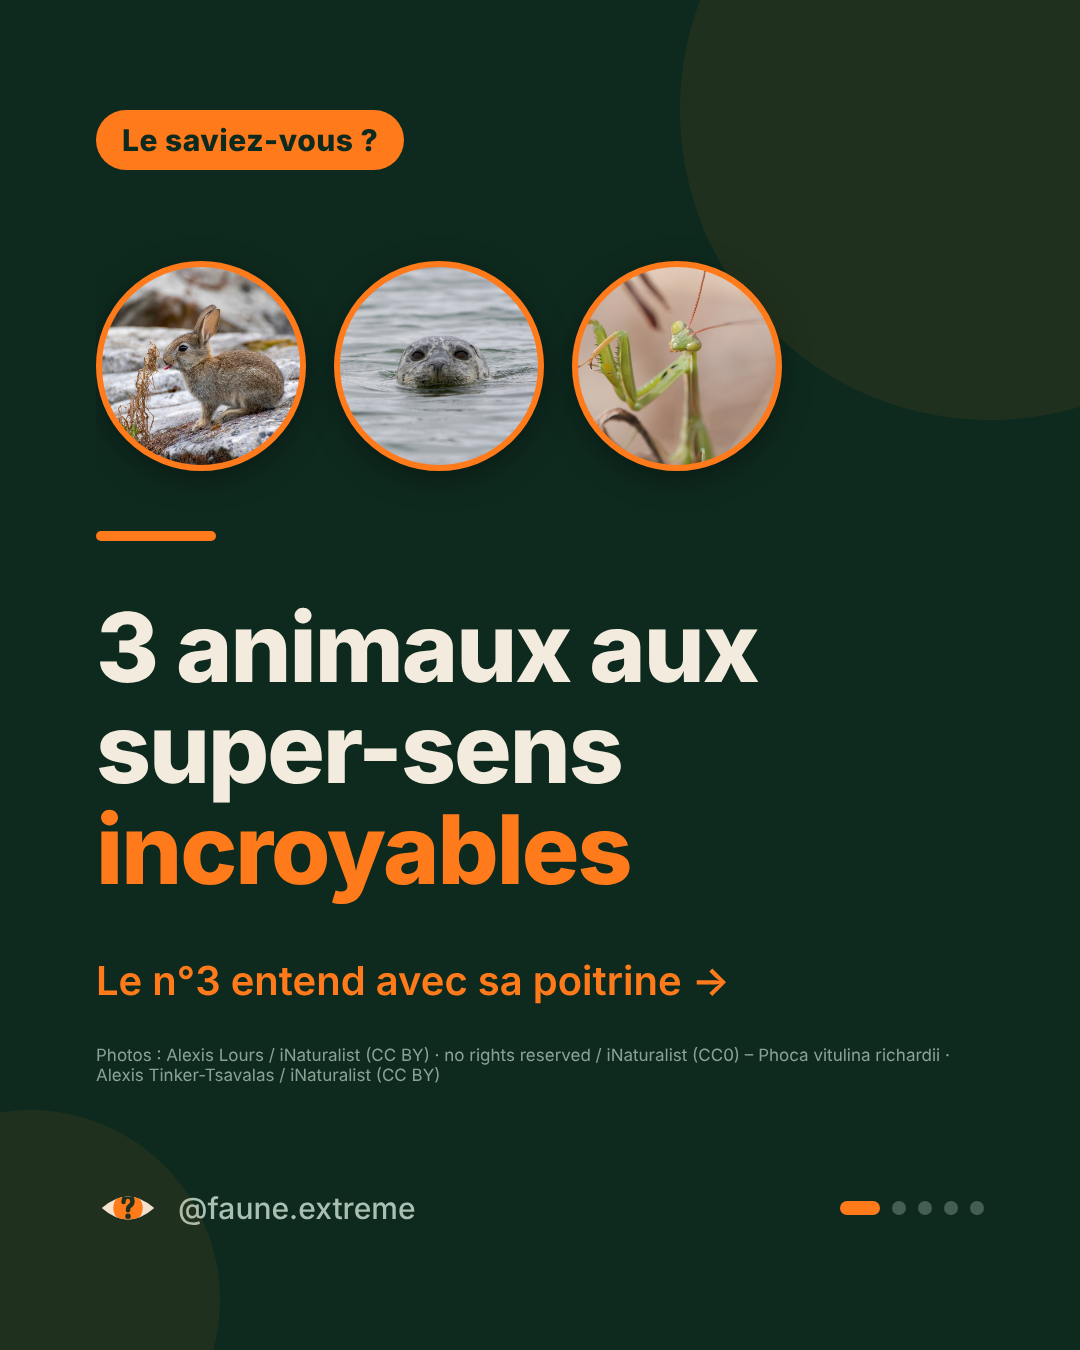 Le saviez-vous ?
3 animaux aux
super-sens
incroyables
Le n°3 entend avec sa poitrine →
Photos : Alexis Lours / iNaturalist (CC BY) · no rights reserved / iNaturalist (CC0) – Phoca vitulina richardii ·
Alexis Tinker-Tsavalas / iNaturalist (CC BY)
?
@faune.extreme